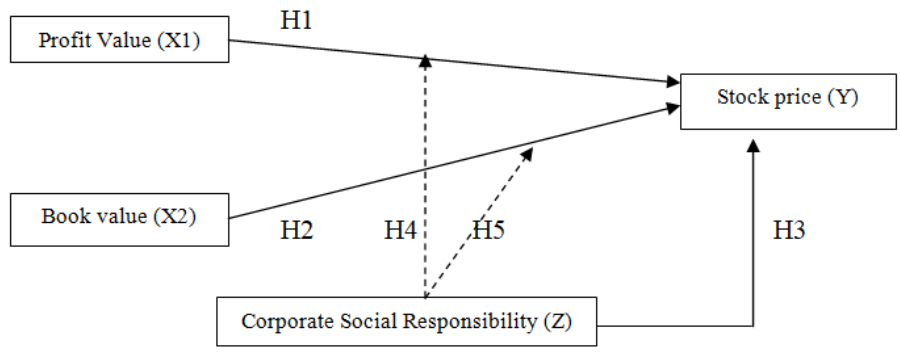 H1
Profit Value (X1)
Stock price (Y)
Book value (X2)
H2
H4
H5
H3
Corporate Social Responsibility (Z)